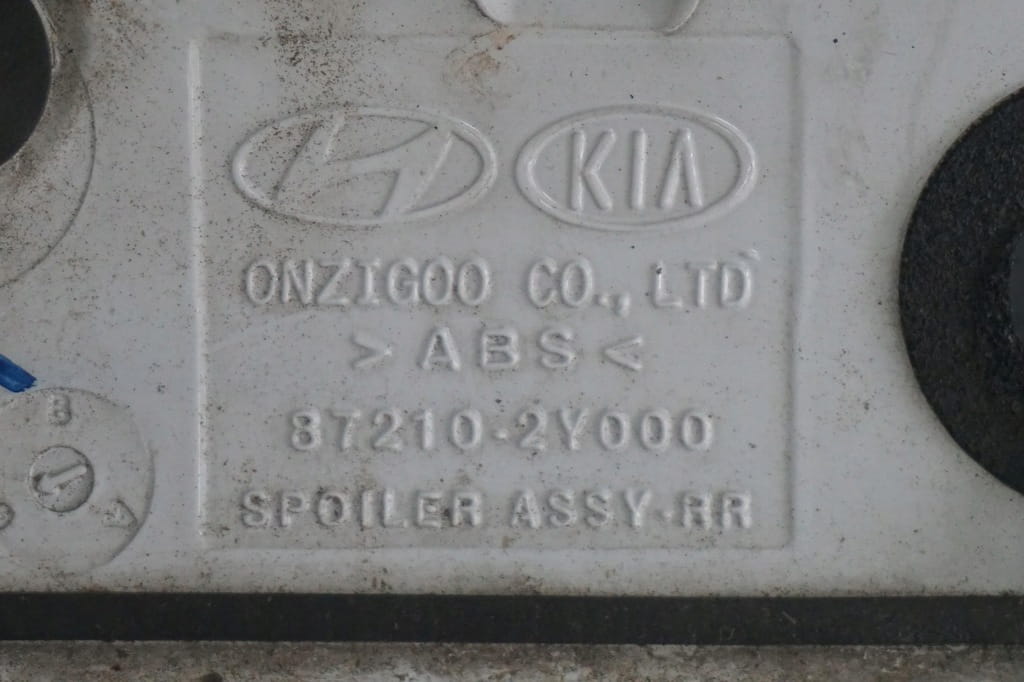 KIA
ONZIGOO CO., LTD
>ABS<
87210-2Y000
SPOILER ASSY-RR
B